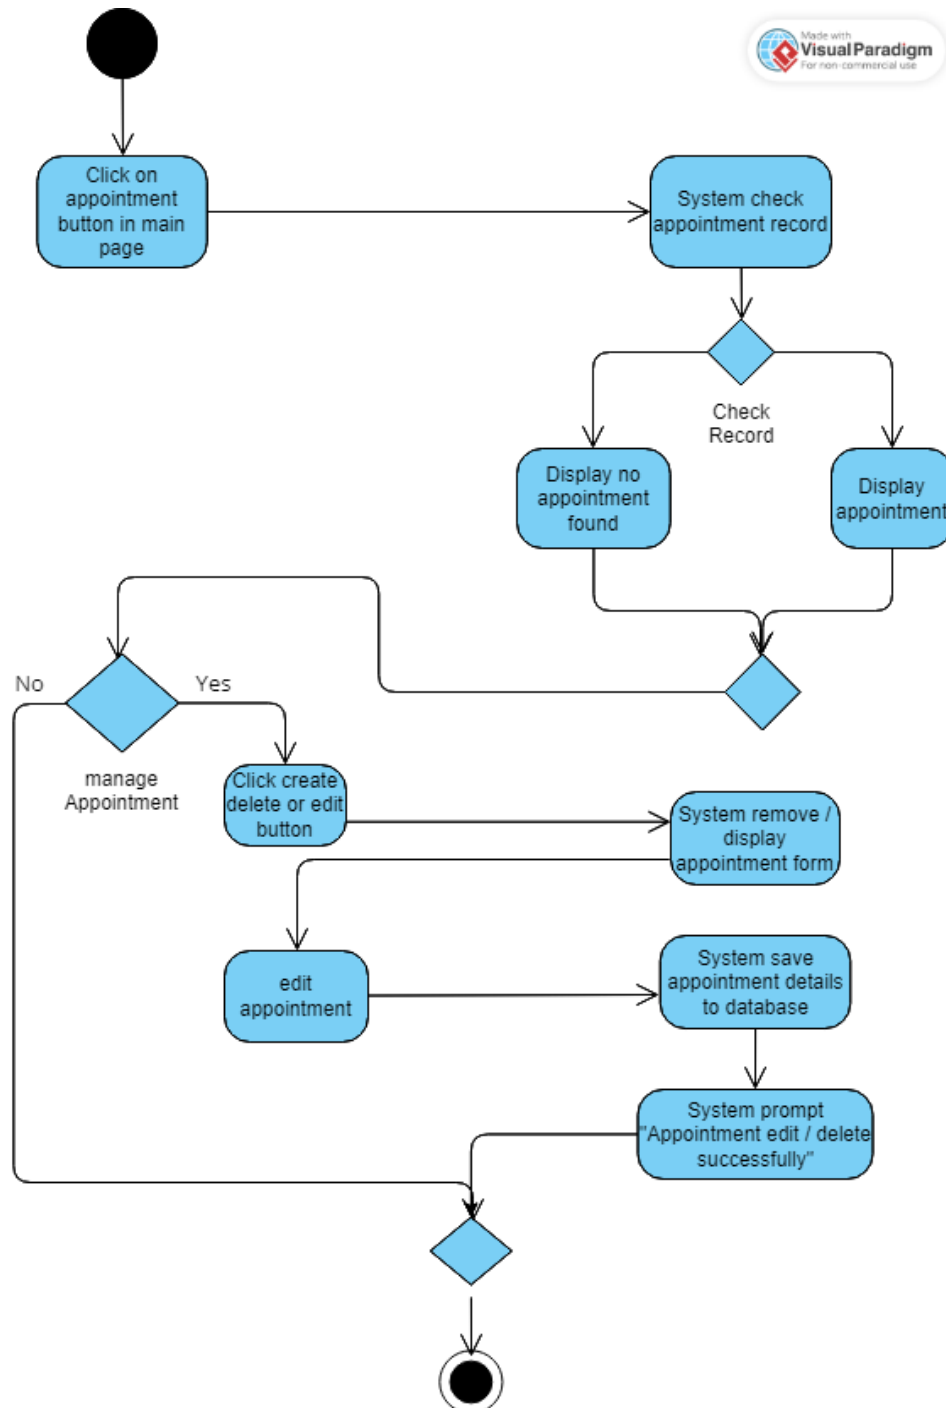 Made with
Visual Paradigm
For non-commercial use
Click on
appointment
button in main
page
System check
appointment record
Check
Record
Display no
appointment
found
Display
appointment
No
Yes
manage
Appointment
Click create
delete or edit
button
System remove /
display
appointment form
edit
appointment
System save
appointment details
to database
System prompt
"Appointment edit / delete
successfully"